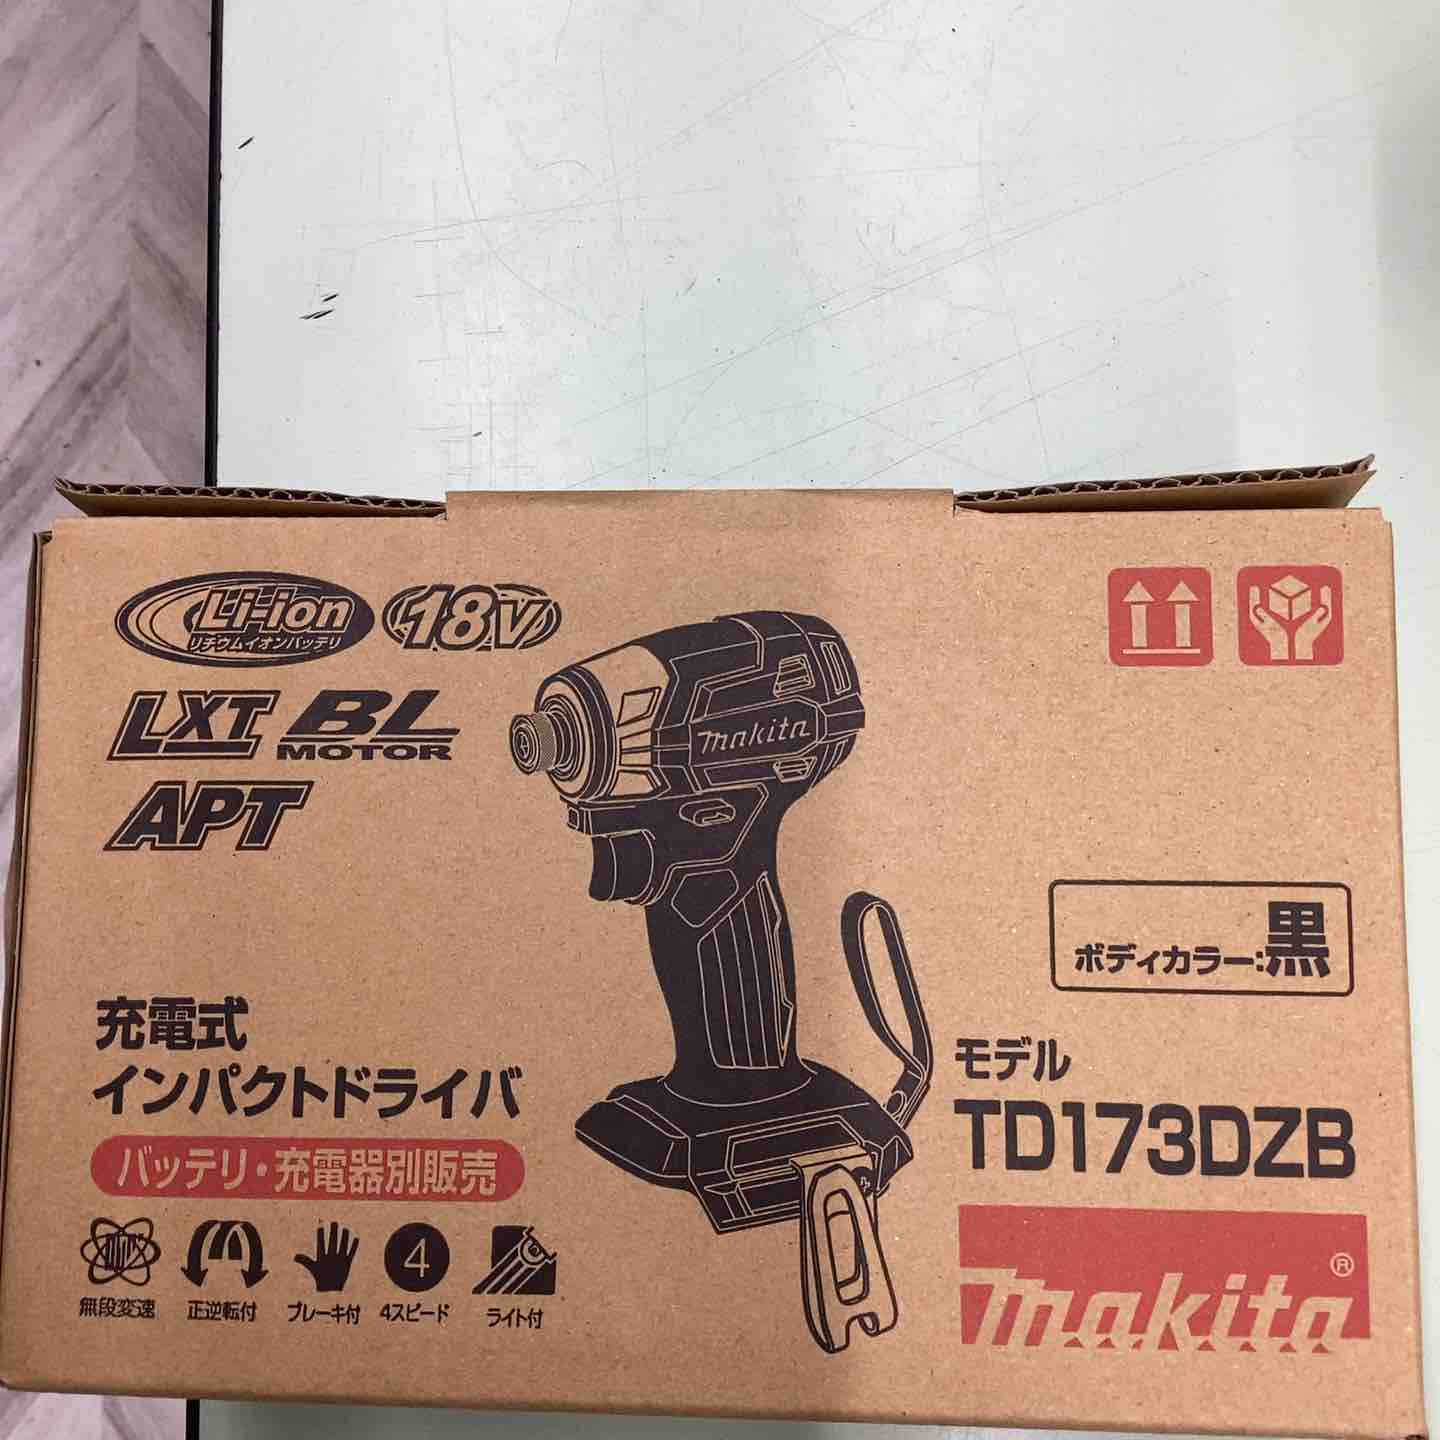 Li-ion
リチウムイオンバッテリ
18V
LXT
BL
MOTOR
APT
makita
ボディカラー:黒
充電式
インパクトドライバ
バッテリ・充電器別販売
モデル
TD173DZB
4
無段変速
正逆転付
ブレーキ付
4スピード
ライト付
makita®